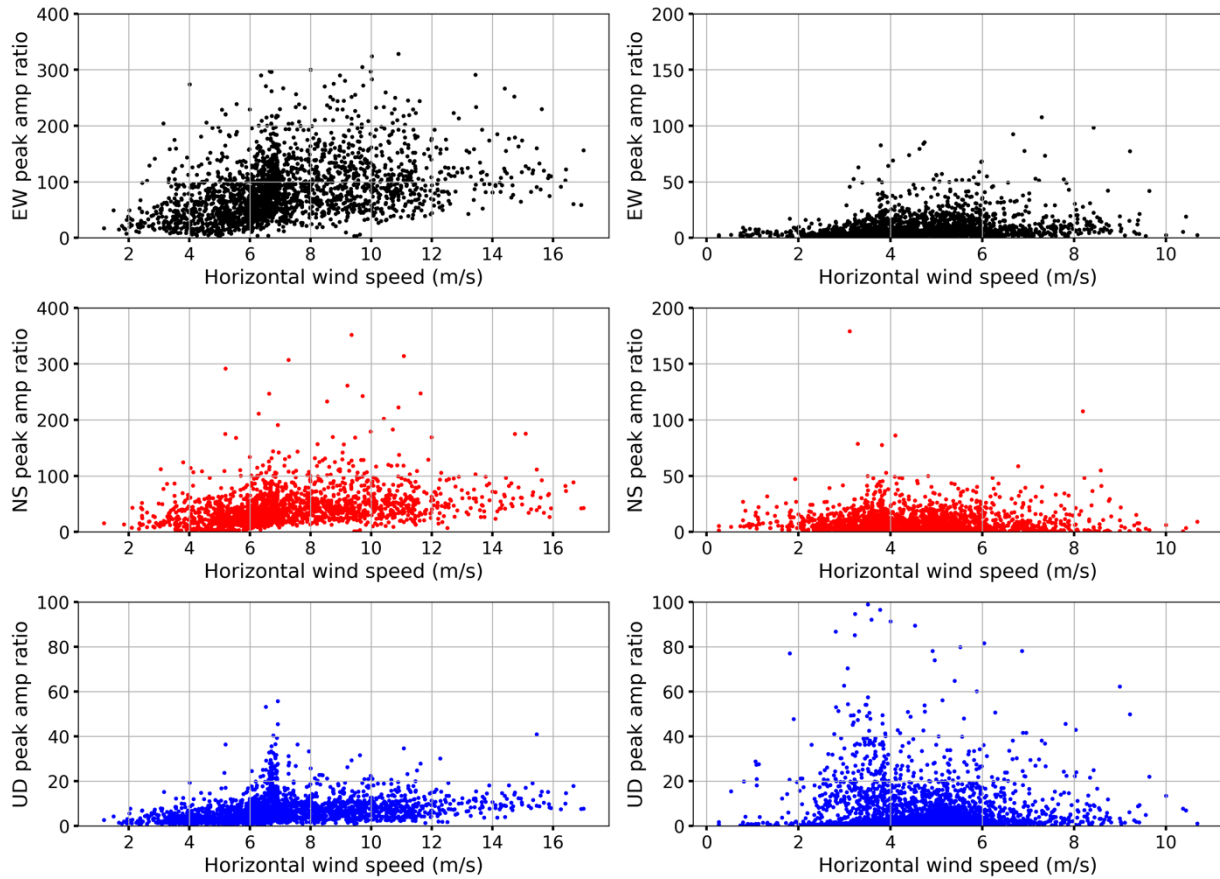 400
300
200
100
0
EW peak amp ratio
2 4 6 8 10 12 14 16
Horizontal wind speed (m/s)
200
150
100
50
0
EW peak amp ratio
0 2 4 6 8 10
Horizontal wind speed (m/s)
400
300
200
100
0
NS peak amp ratio
2 4 6 8 10 12 14 16
Horizontal wind speed (m/s)
200
150
100
50
0
NS peak amp ratio
0 2 4 6 8 10
Horizontal wind speed (m/s)
100
80
60
40
20
0
UD peak amp ratio
2 4 6 8 10 12 14 16
Horizontal wind speed (m/s)
100
80
60
40
20
0
UD peak amp ratio
0 2 4 6 8 10
Horizontal wind speed (m/s)